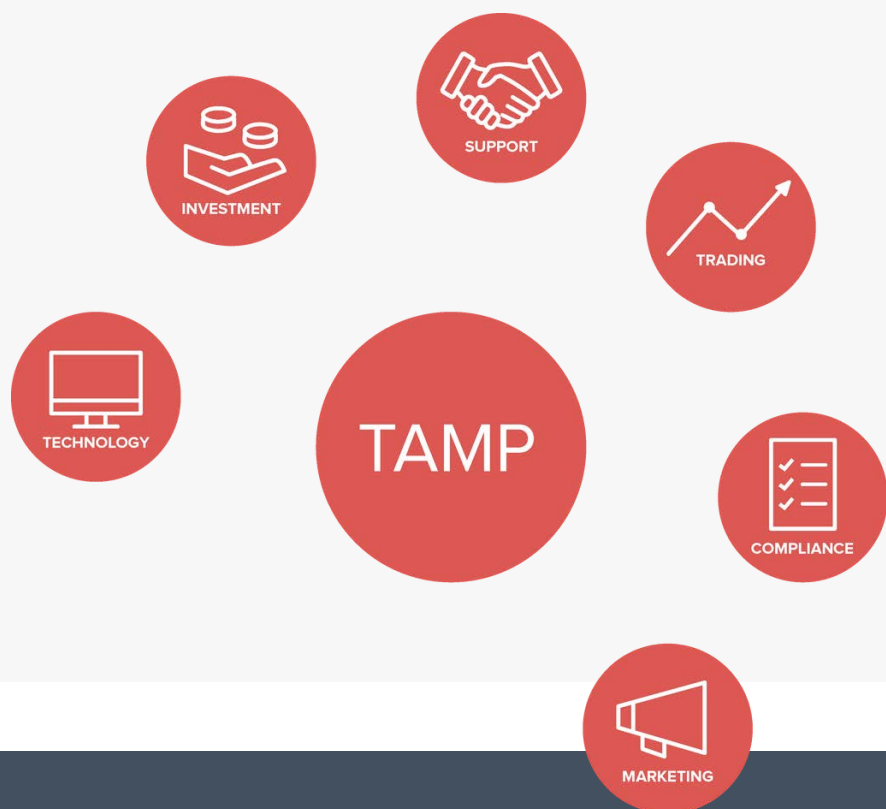 SUPPORT
INVESTMENT
TRADING
TECHNOLOGY
TAMP
COMPLIANCE
MARKETING